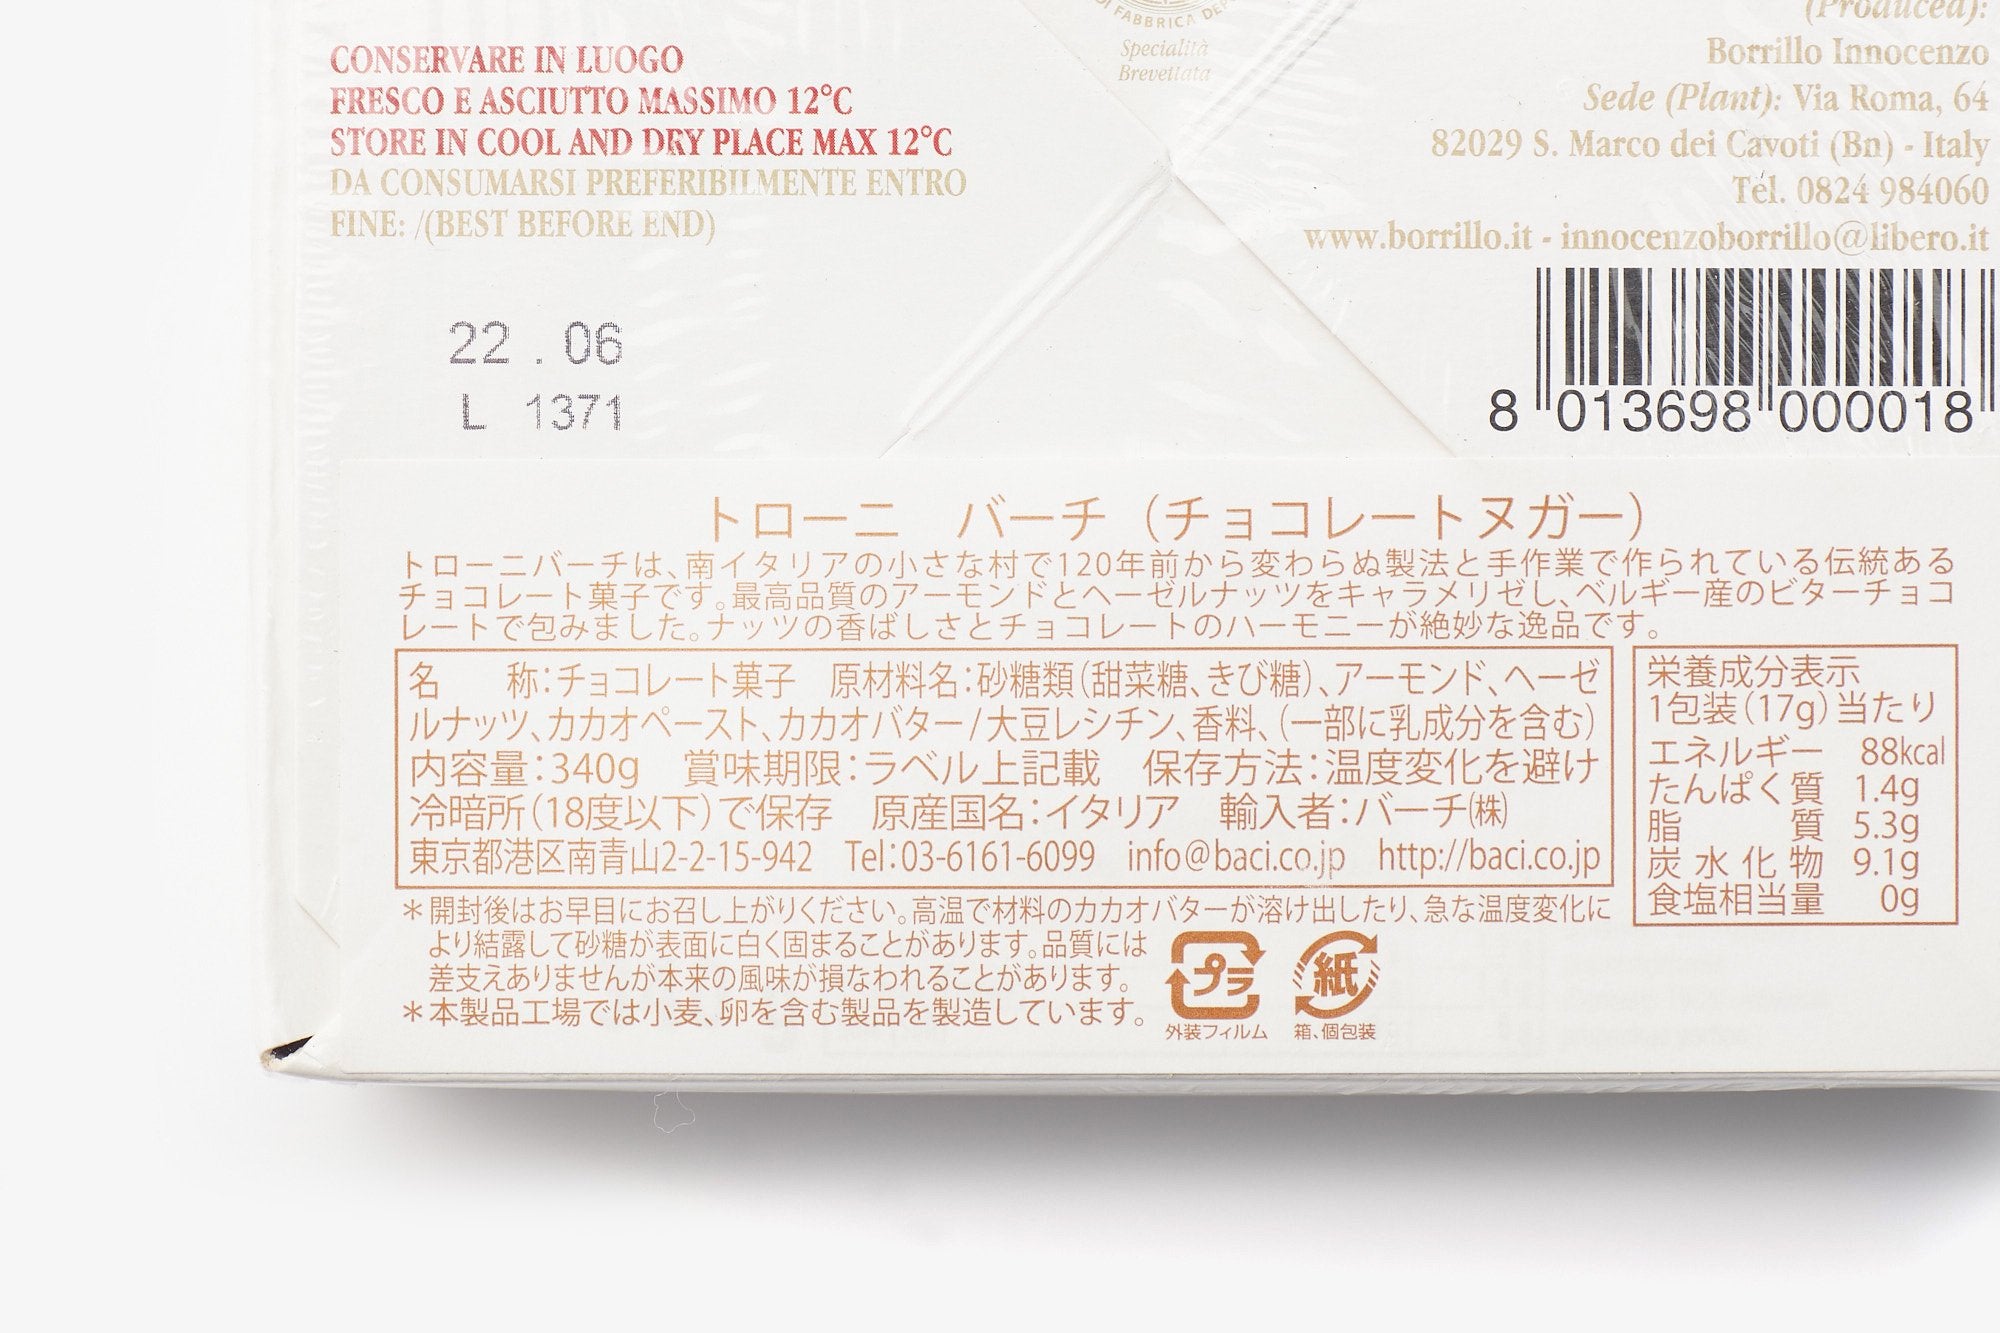 CONSERVARE IN LUOGO
FRESCO E ASCIUTTO MASSIMO 12°C
STORE IN COOL AND DRY PLACE MAX 12°C
DA CONSUMARSI PREFERIBILMENTE ENTRO
FINE: /(BEST BEFORE END)
22 . 06
L 1371
DI FABBRICA DEP
Specialità
Brevettata
(Produced):
Borrillo Innocenzo
Sede (Plant): Via Roma, 64
82029 S. Marco dei Cavoti (Bn) - Italy
Tel. 0824 984060
www.borrillo.it - innocenzoborrillo@libero.it
8 013698 000018
トローニ　バーチ（チョコレートヌガー）
トローニバーチは、南イタリアの小さな村で120年前から変わらぬ製法と手作業で作られている伝統ある
チョコレート菓子です。最高品質のアーモンドとヘーゼルナッツをキャラメリゼし、ベルギー産のビターチョコ
レートで包みました。ナッツの香ばしさとチョコレートのハーモニーが絶妙な逸品です。
名　　称：チョコレート菓子　原材料名：砂糖類（甜菜糖、きび糖）、アーモンド、ヘーゼ
ルナッツ、カカオペースト、カカオバター/大豆レシチン、香料、（一部に乳成分を含む）
内容量：340g　賞味期限：ラベル上記載　保存方法：温度変化を避け
冷暗所（18度以下）で保存　原産国名：イタリア　輸入者：バーチ㈱
東京都港区南青山2-2-15-942　Tel：03-6161-6099　info@baci.co.jp　http://baci.co.jp
栄養成分表示
1包装（17g）当たり
エネルギー　88kcal
たんぱく質　1.4g
脂　　　質　5.3g
炭水化物　9.1g
食塩相当量　0g
＊開封後はお早目にお召し上がりください。高温で材料のカカオバターが溶け出したり、急な温度変化に
より結露して砂糖が表面に白く固まることがあります。品質には
差支えありませんが本来の風味が損なわれることがあります。
＊本製品工場では小麦、卵を含む製品を製造しています。
プラ
外装フィルム
紙
箱、個包装